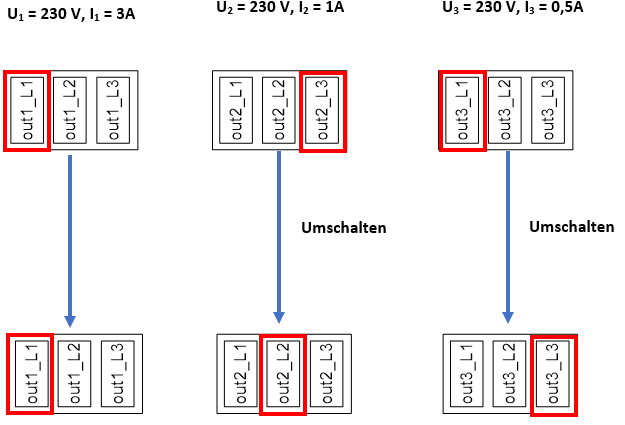 U₁ = 230 V, I₁ = 3A
U₂ = 230 V, I₂ = 1A
U₃ = 230 V, I₃ = 0,5A
out1_L1
out1_L2
out1_L3
out2_L1
out2_L2
out2_L3
out3_L1
out3_L2
out3_L3
Umschalten
Umschalten
out1_L1
out1_L2
out1_L3
out2_L1
out2_L2
out2_L3
out3_L1
out3_L2
out3_L3